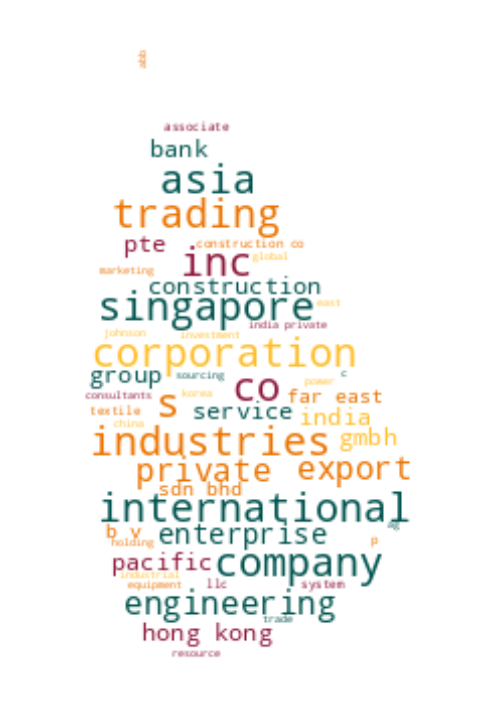 associate
bank
asia
trading
pte construction co
inc global
marketing
construction
singapore east
india private
johnson investment
corporation
group sourcing c
co power
consultants korea far east
s
textile service india
china
industries gmbh
private export
sdn bhd
international
b v enterprise
holding p
pacific company
industrial
equipment llc system
engineering
trade
hong kong
resource